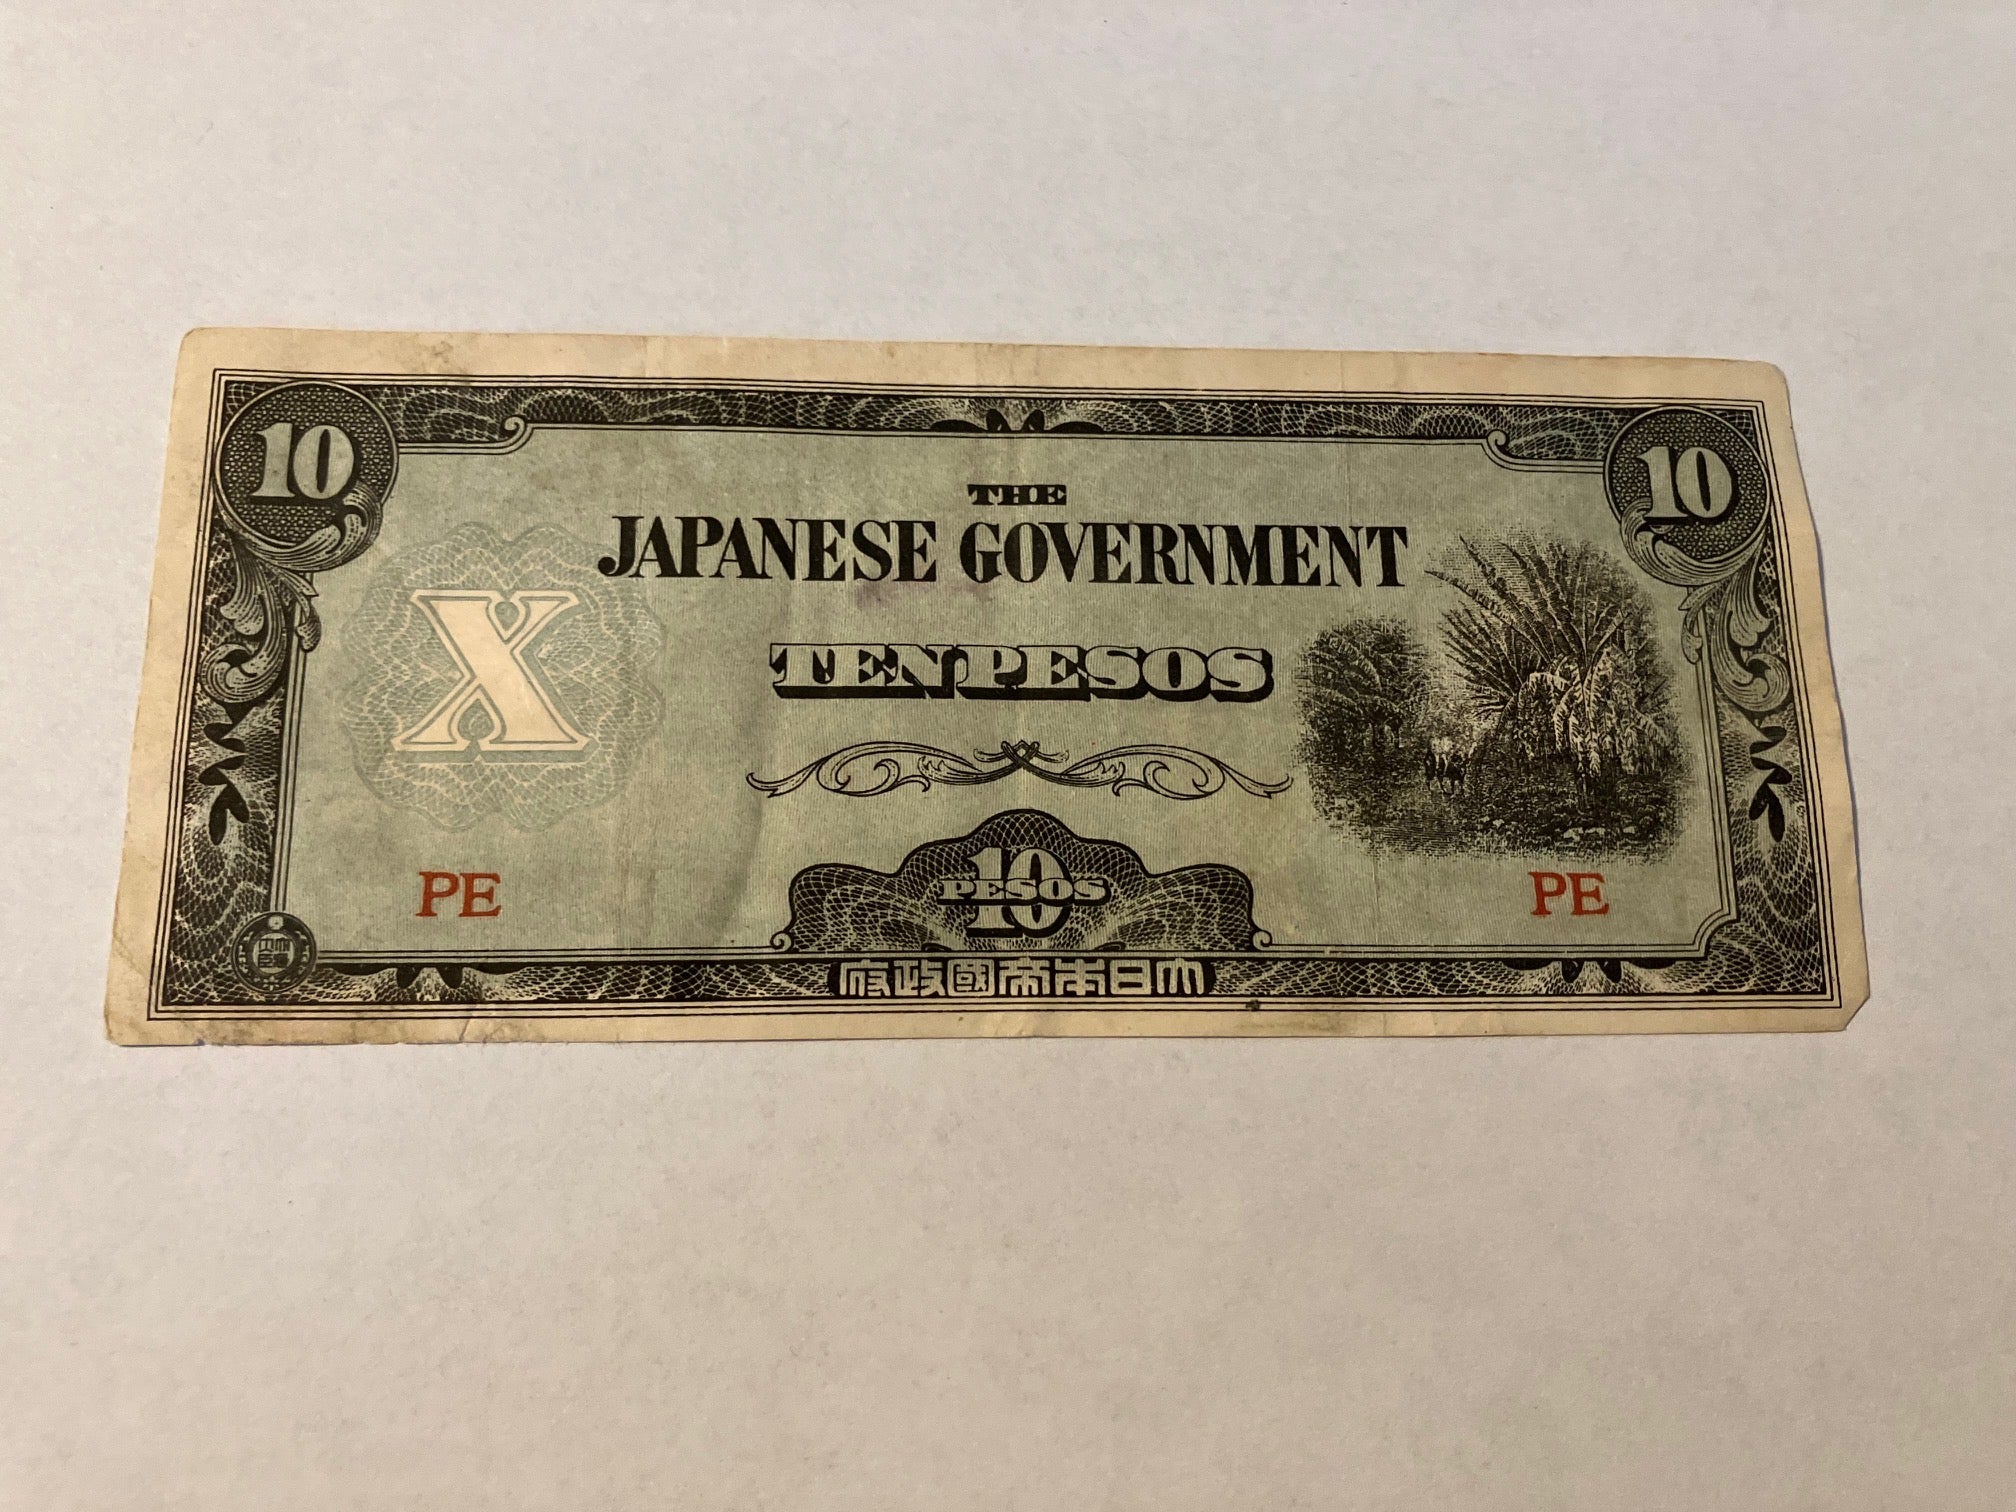 10
10
THE
JAPANESE GOVERNMENT
X
TEN PESOS
PE
10
PESOS
PE
府政國帝本日大